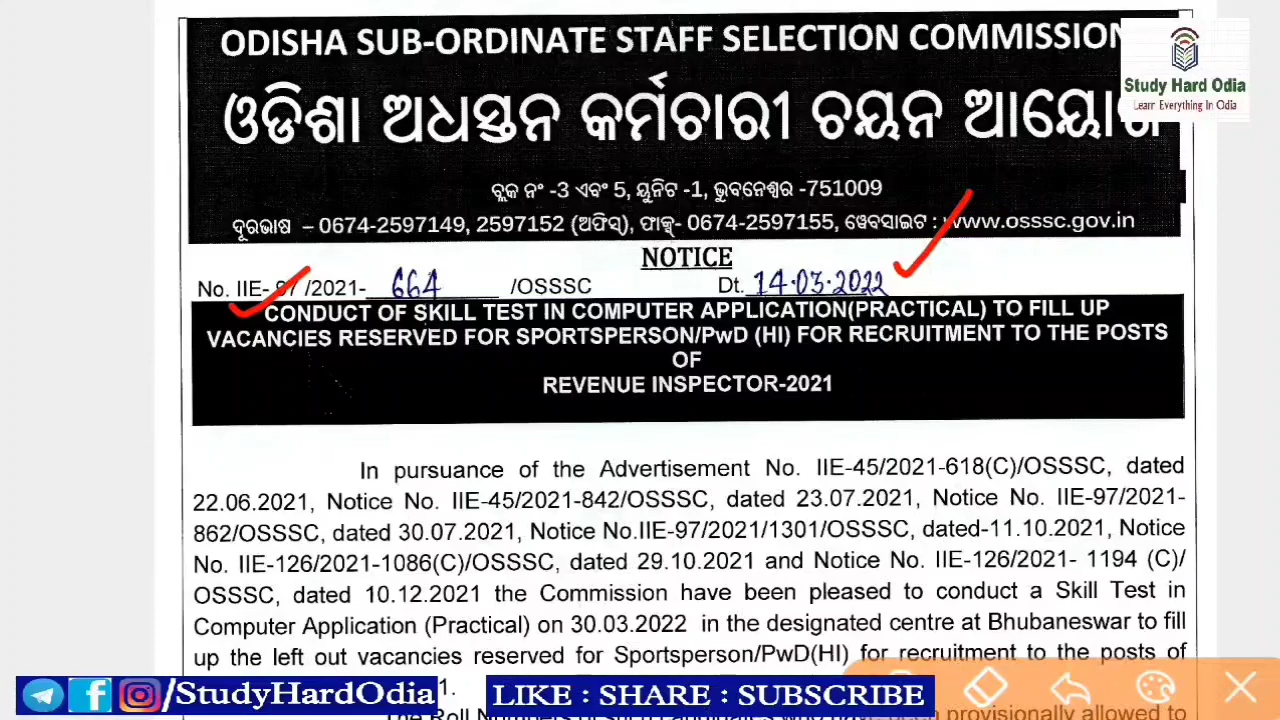 ODISHA SUB-ORDINATE STAFF SELECTION COMMISSION
Study Hard Odia
Learn Everything In Odia
ଓଡିଶା ଅଧସ୍ତନ କର୍ମଚାରୀ ଚୟନ ଆୟୋଗ
ବ୍ଲକ ନଂ -3 ଏବଂ 5, ୟୁନିଟ -1, ଭୁବନେଶ୍ୱର -751009
ଦୂରଭାଷ – 0674-2597149, 2597152 (ଅଫିସ୍), ଫାକ୍ସ- 0674-2597155, ୱେବସାଇଟ : www.osssc.gov.in
NOTICE
No. IIE- 97 /2021- 664 /OSSSC Dt. 14.03.2022
CONDUCT OF SKILL TEST IN COMPUTER APPLICATION(PRACTICAL) TO FILL UP
VACANCIES RESERVED FOR SPORTSPERSON/PwD (HI) FOR RECRUITMENT TO THE POSTS
OF
REVENUE INSPECTOR-2021
In pursuance of the Advertisement No. IIE-45/2021-618(C)/OSSSC, dated
22.06.2021, Notice No. IIE-45/2021-842/OSSSC, dated 23.07.2021, Notice No. IIE-97/2021-
862/OSSSC, dated 30.07.2021, Notice No.IIE-97/2021/1301/OSSSC, dated-11.10.2021, Notice
No. IIE-126/2021-1086(C)/OSSSC, dated 29.10.2021 and Notice No. IIE-126/2021- 1194 (C)/
OSSSC, dated 10.12.2021 the Commission have been pleased to conduct a Skill Test in
Computer Application (Practical) on 30.03.2022 in the designated centre at Bhubaneswar to fill
up the left out vacancies reserved for Sportsperson/PwD(HI) for recruitment to the posts of
1.
/StudyHardOdia LIKE : SHARE : SUBSCRIBE